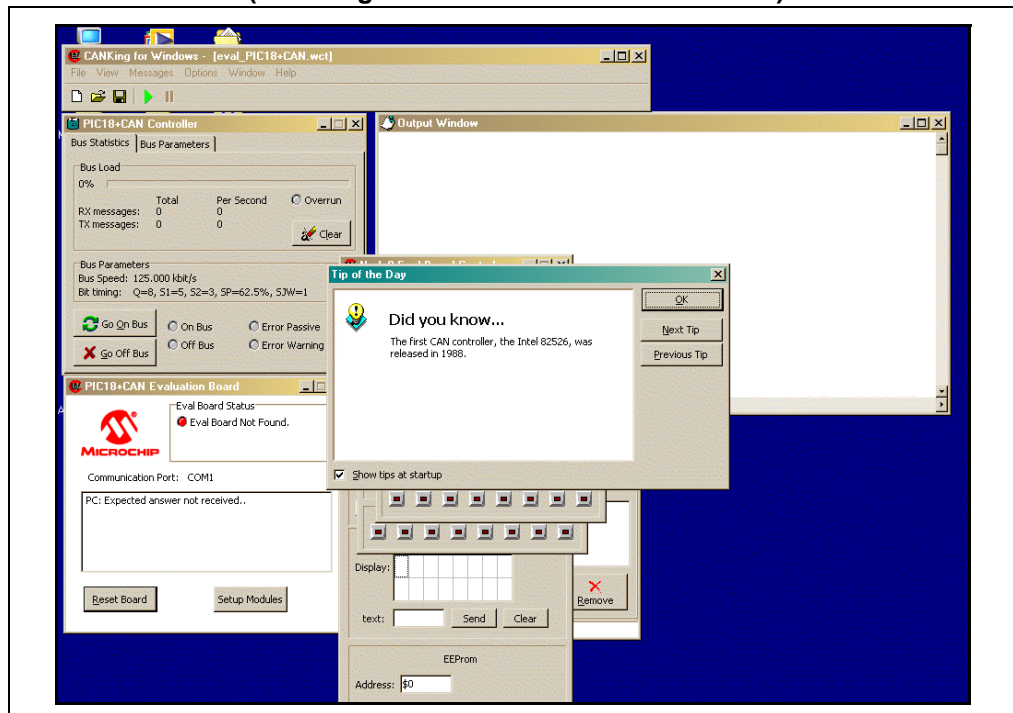 CANKing for Windows - [eval_PIC18+CAN.wct]
File View Messages Options Window Help
PIC18+CAN Controller
Bus Statistics Bus Parameters
Bus Load
0%
Total Per Second Overrun
RX messages: 0 0
TX messages: 0 0
Clear
Bus Parameters
Bus Speed: 125.000 kbit/s
Bit timing: Q=8, S1=5, S2=3, SP=62.5%, SJW=1
Go On Bus On Bus Error Passive
Go Off Bus Off Bus Error Warning
Output Window
Tip of the Day
Did you know...
The first CAN controller, the Intel 82526, was
released in 1988.
OK
Next Tip
Previous Tip
Show tips at startup
PIC18+CAN Evaluation Board
Eval Board Status
Eval Board Not Found.
MICROCHIP
Communication Port: COM1
PC: Expected answer not received..
Reset Board Setup Modules
Display:
Remove
text: Send Clear
EEProm
Address: $0